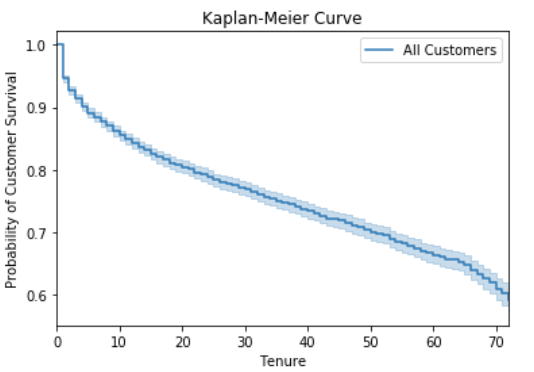 Kaplan-Meier Curve
All Customers
Probability of Customer Survival
1.0
0.9
0.8
0.7
0.6
0 10 20 30 40 50 60 70
Tenure